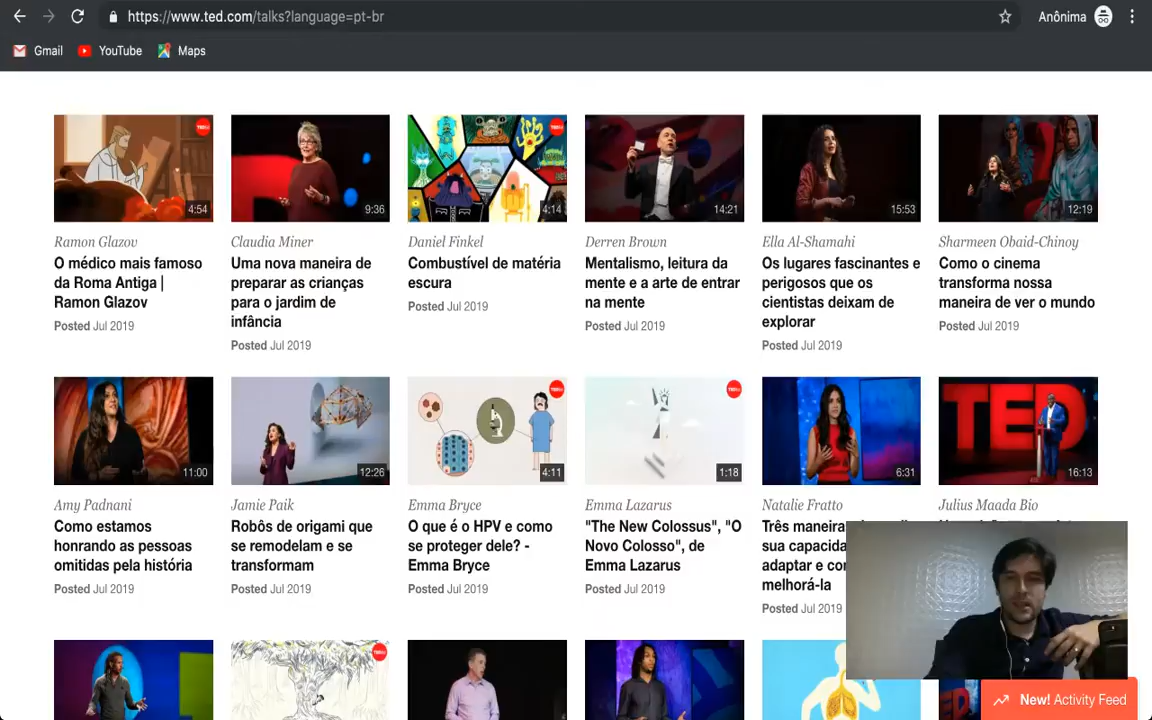 https://www.ted.com/talks?language=pt-br
Anônima
Gmail
YouTube
Maps
4:54
9:36
4:14
14:21
15:53
12:19
Ramon Glazov
O médico mais famoso
da Roma Antiga |
Ramon Glazov
Posted Jul 2019
Claudia Miner
Uma nova maneira de
preparar as crianças
para o jardim de
infância
Posted Jul 2019
Daniel Finkel
Combustível de matéria
escura
Posted Jul 2019
Derren Brown
Mentalismo, leitura da
mente e a arte de entrar
na mente
Posted Jul 2019
Ella Al-Shamahi
Os lugares fascinantes e
perigosos que os
cientistas deixam de
explorar
Posted Jul 2019
Sharmeen Obaid-Chinoy
Como o cinema
transforma nossa
maneira de ver o mundo
Posted Jul 2019
11:00
12:26
4:11
1:18
6:31
TED
16:13
Amy Padnani
Como estamos
honrando as pessoas
omitidas pela história
Posted Jul 2019
Jamie Paik
Robôs de origami que
se remodelam e se
transformam
Posted Jul 2019
Emma Bryce
O que é o HPV e como
se proteger dele? -
Emma Bryce
Posted Jul 2019
Emma Lazarus
"The New Colossus", "O
Novo Colosso", de
Emma Lazarus
Posted Jul 2019
Natalie Fratto
Três maneira
sua capacida
adaptar e co
melhorá-la
Posted Jul 2019
Julius Maada Bio
New! Activity Feed